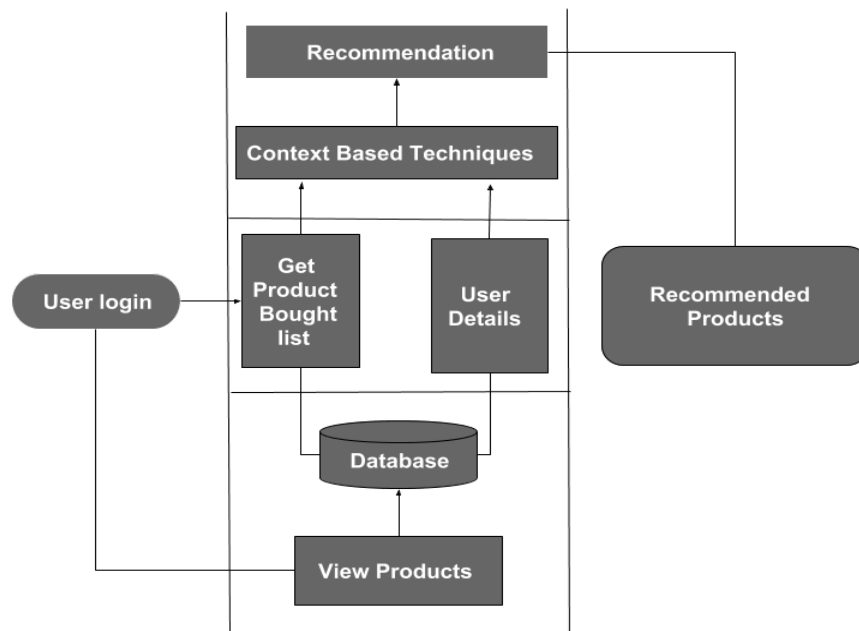 Recommendation
Context Based Techniques
Get
Product
Bought
list
User
Details
User login
Recommended
Products
Database
View Products